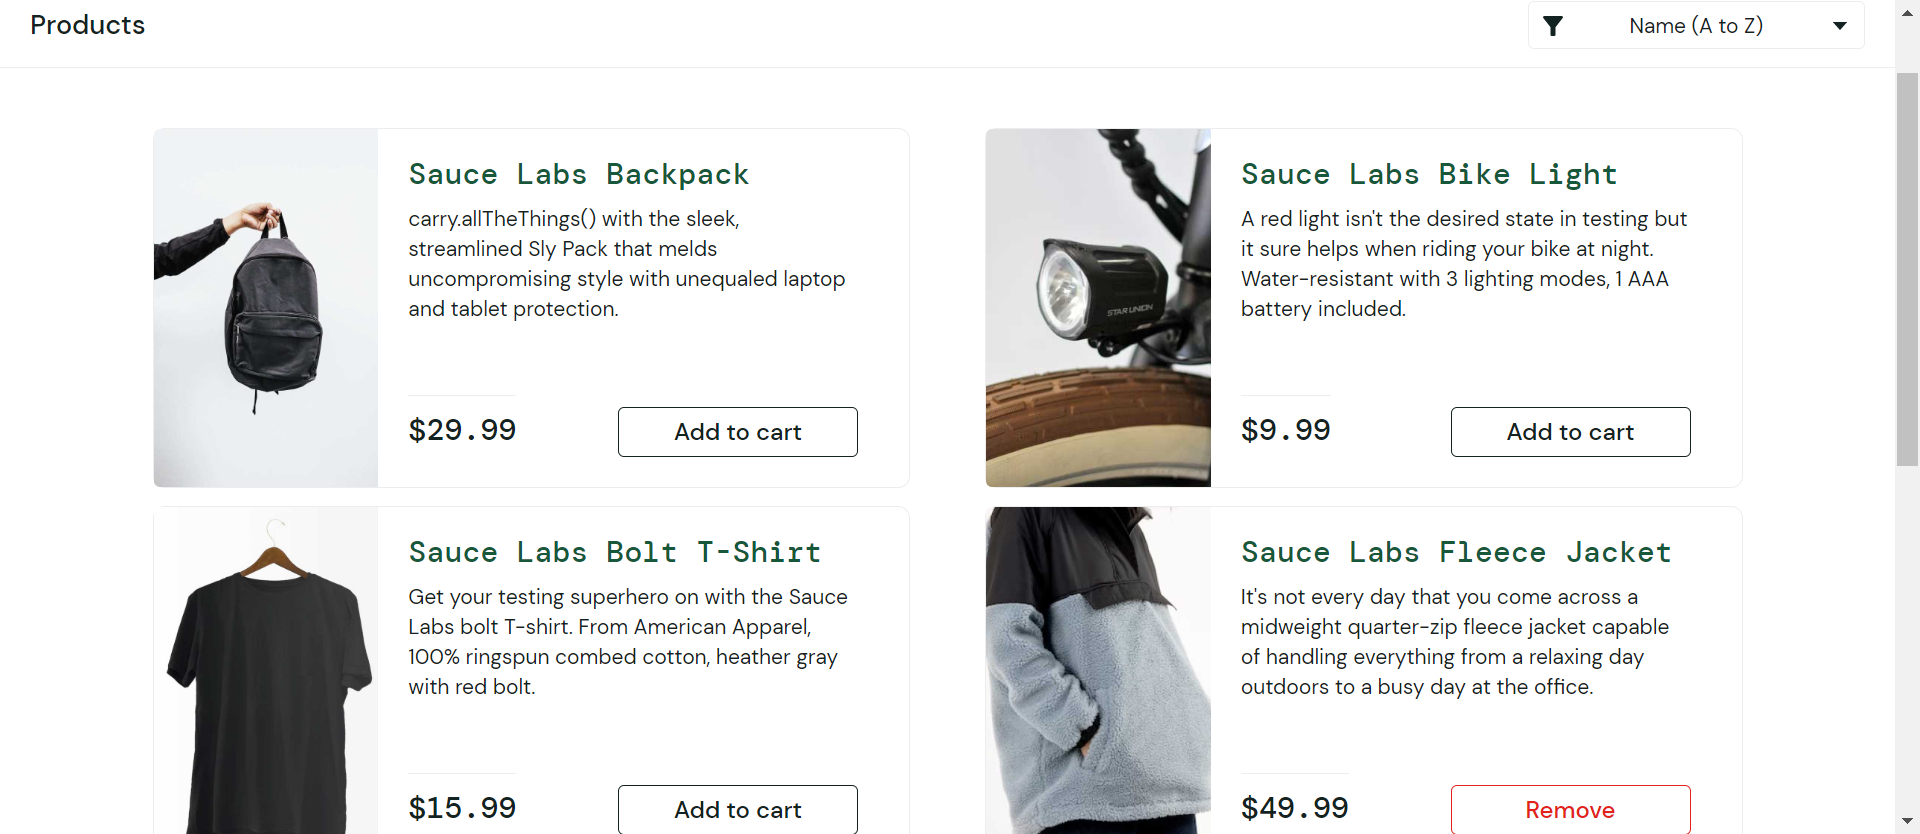 Products
Name (A to Z)
Sauce Labs Backpack
carry.allTheThings() with the sleek,
streamlined Sly Pack that melds
uncompromising style with unequaled laptop
and tablet protection.
$29.99
Add to cart
STAR UNION
Sauce Labs Bike Light
A red light isn't the desired state in testing but
it sure helps when riding your bike at night.
Water-resistant with 3 lighting modes, 1 AAA
battery included.
$9.99
Add to cart
Sauce Labs Bolt T-Shirt
Get your testing superhero on with the Sauce
Labs bolt T-shirt. From American Apparel,
100% ringspun combed cotton, heather gray
with red bolt.
$15.99
Add to cart
Sauce Labs Fleece Jacket
It's not every day that you come across a
midweight quarter-zip fleece jacket capable
of handling everything from a relaxing day
outdoors to a busy day at the office.
$49.99
Remove